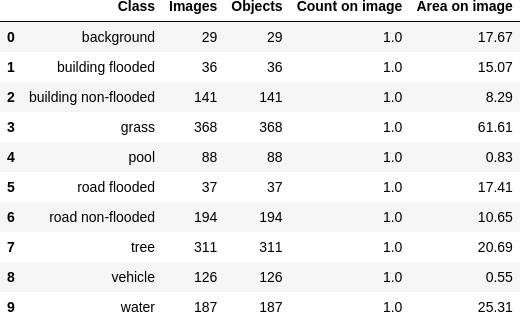 Class Images Objects Count on image Area on image
0 background 29 29 1.0 17.67
1 building flooded 36 36 1.0 15.07
2 building non-flooded 141 141 1.0 8.29
3 grass 368 368 1.0 61.61
4 pool 88 88 1.0 0.83
5 road flooded 37 37 1.0 17.41
6 road non-flooded 194 194 1.0 10.65
7 tree 311 311 1.0 20.69
8 vehicle 126 126 1.0 0.55
9 water 187 187 1.0 25.31